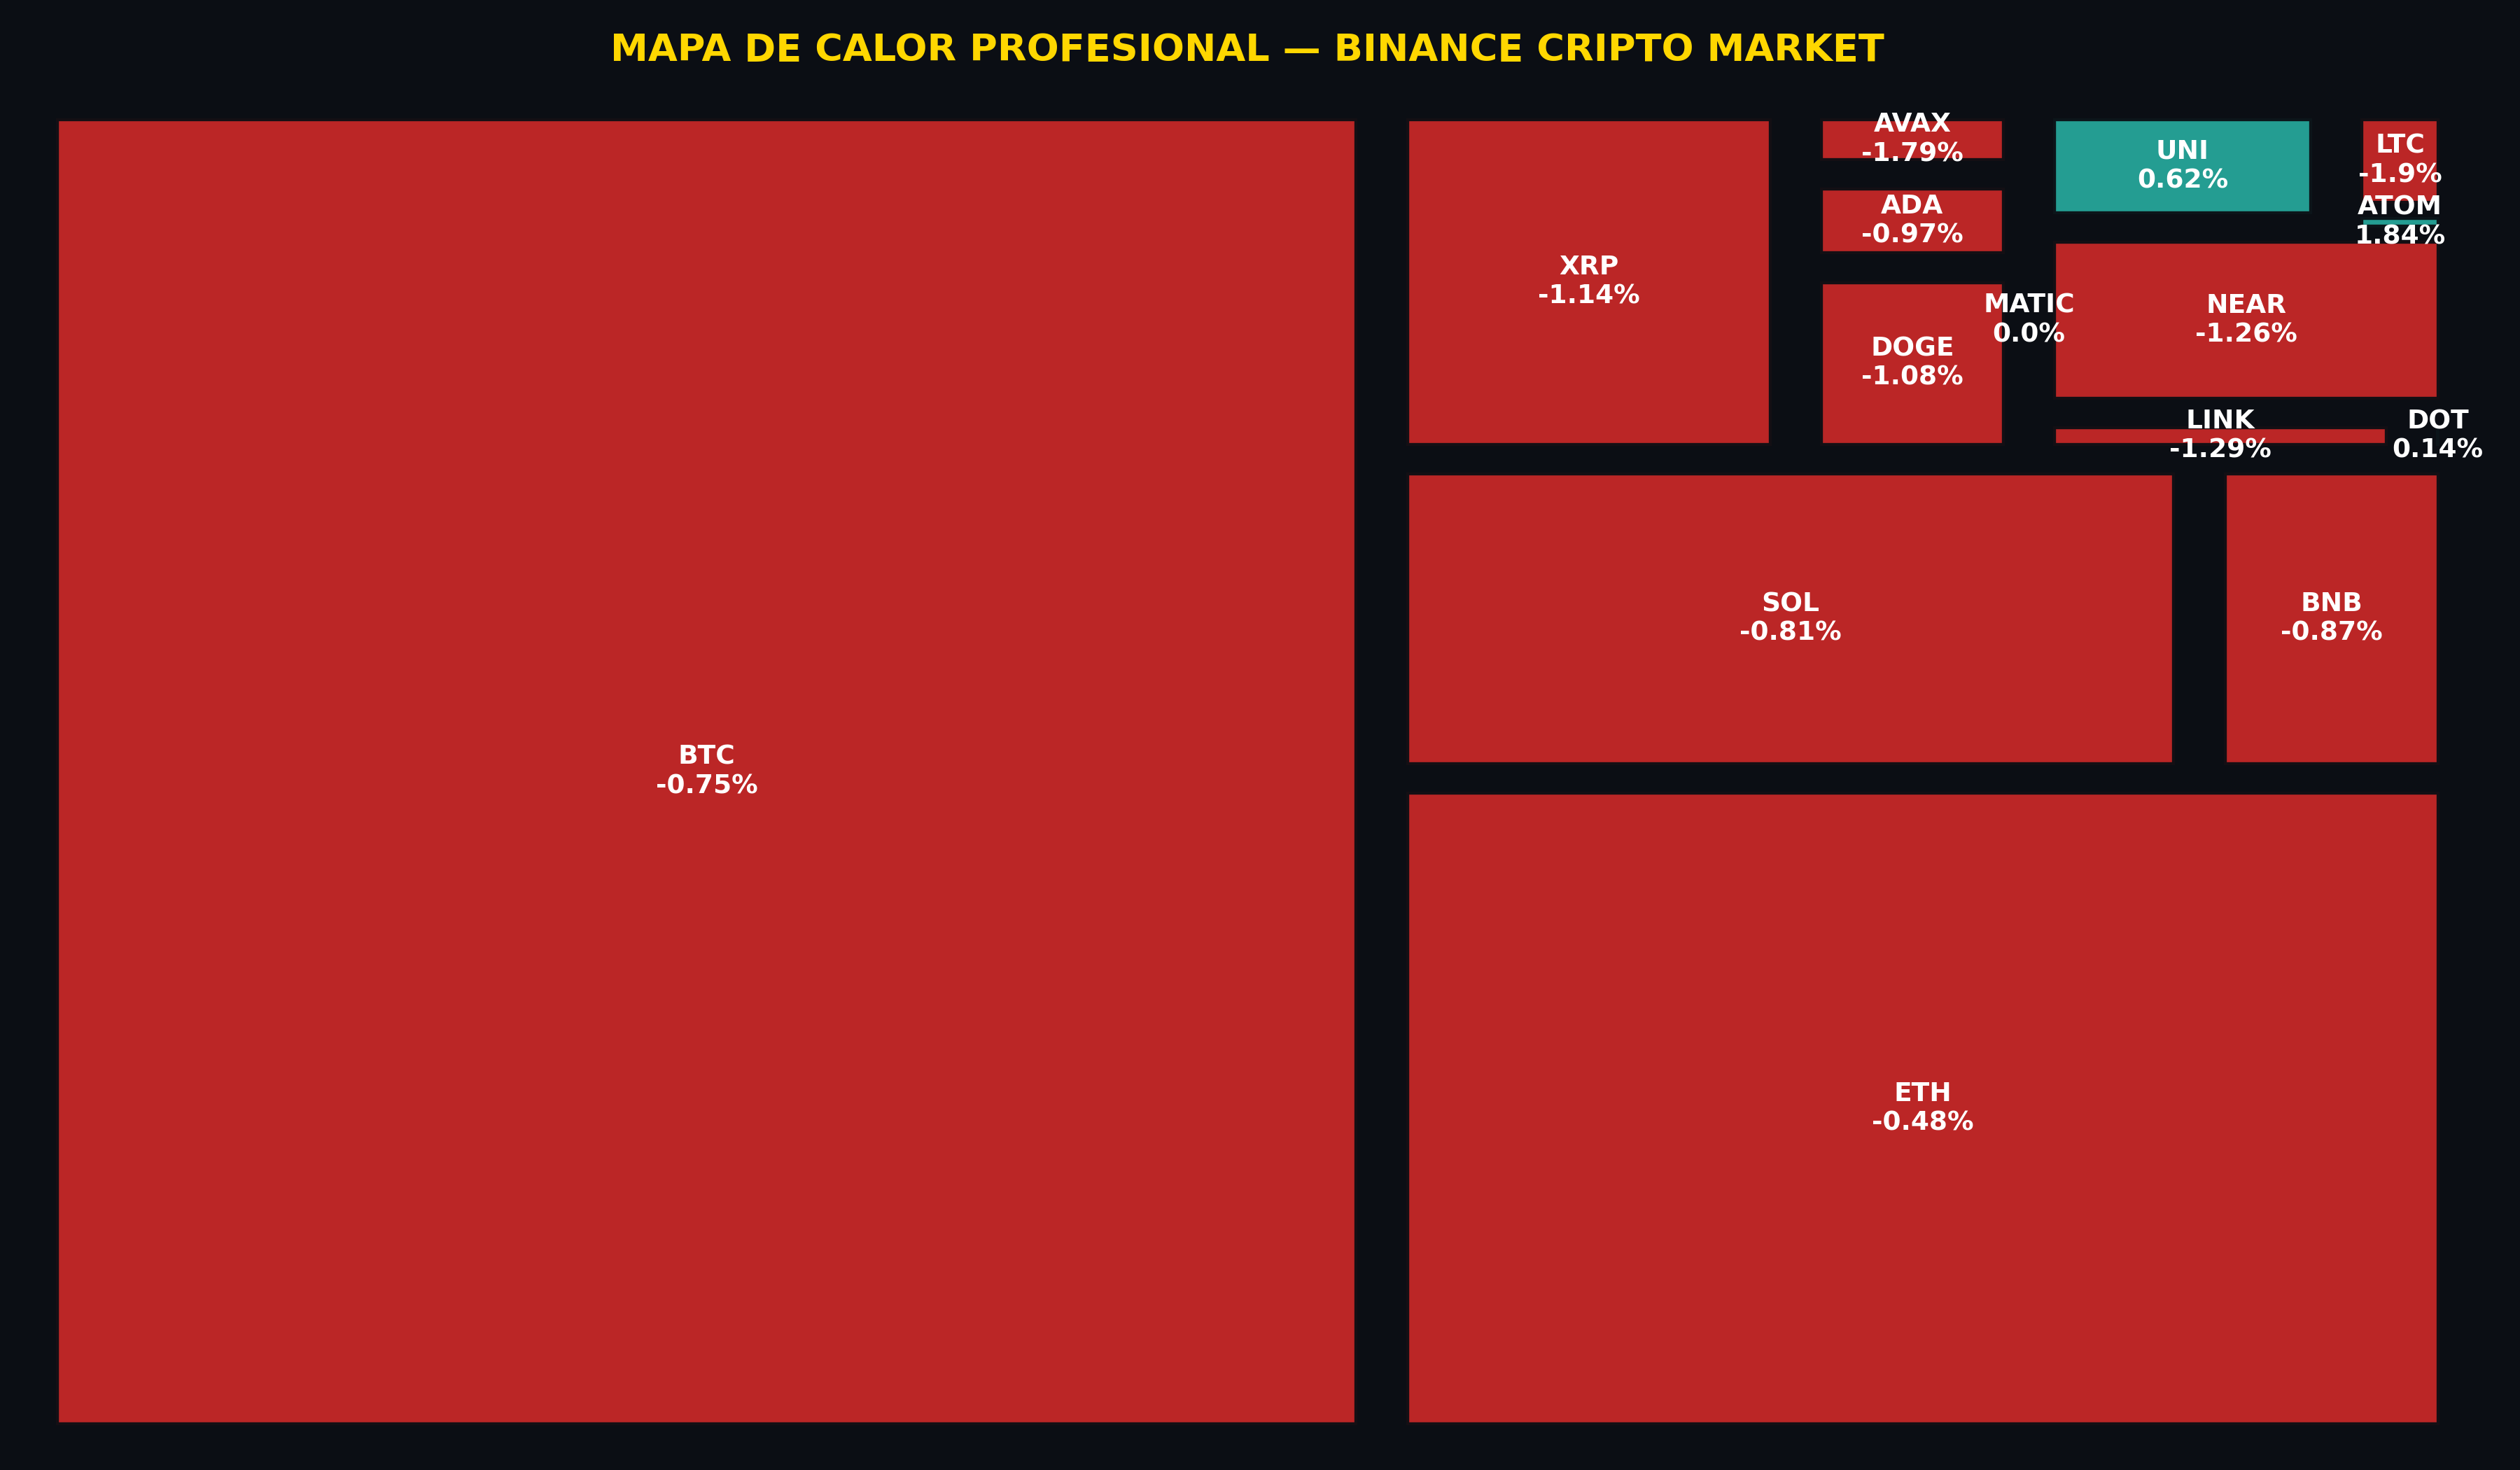 MAPA DE CALOR PROFESIONAL — BINANCE CRIPTO MARKET
BTC
-0.75%
XRP
-1.14%
AVAX
-1.79%
ADA
-0.97%
DOGE
-1.08%
UNI
0.62%
LTC
-1.9%
ATOM
1.84%
MATIC
0.0%
NEAR
-1.26%
LINK
-1.29%
DOT
0.14%
SOL
-0.81%
BNB
-0.87%
ETH
-0.48%